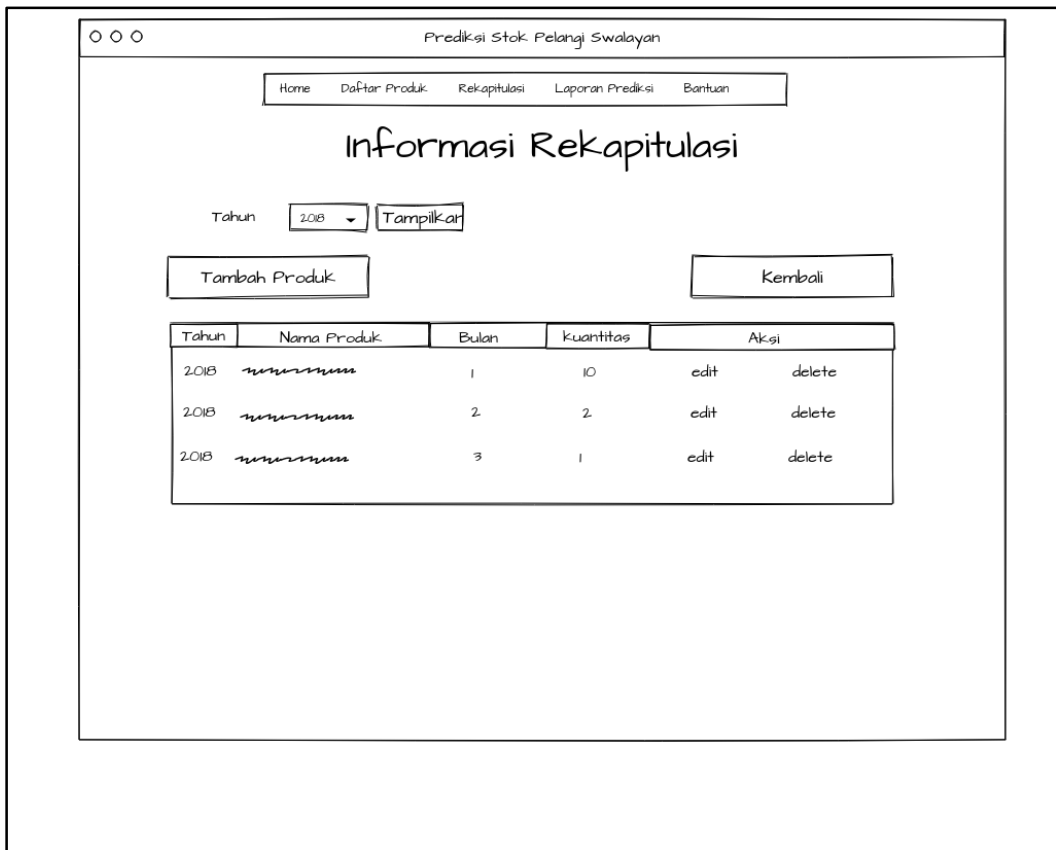 Prediksi Stok Pelangi Swalayan
Home Daftar Produk Rekapitulasi Laporan Prediksi Bantuan
Informasi Rekapitulasi
Tahun 2018 Tampilkan
Tambah Produk Kembali
Tahun Nama Produk Bulan kuantitas Aksi
2018 1 10 edit delete
2018 2 2 edit delete
2018 3 1 edit delete